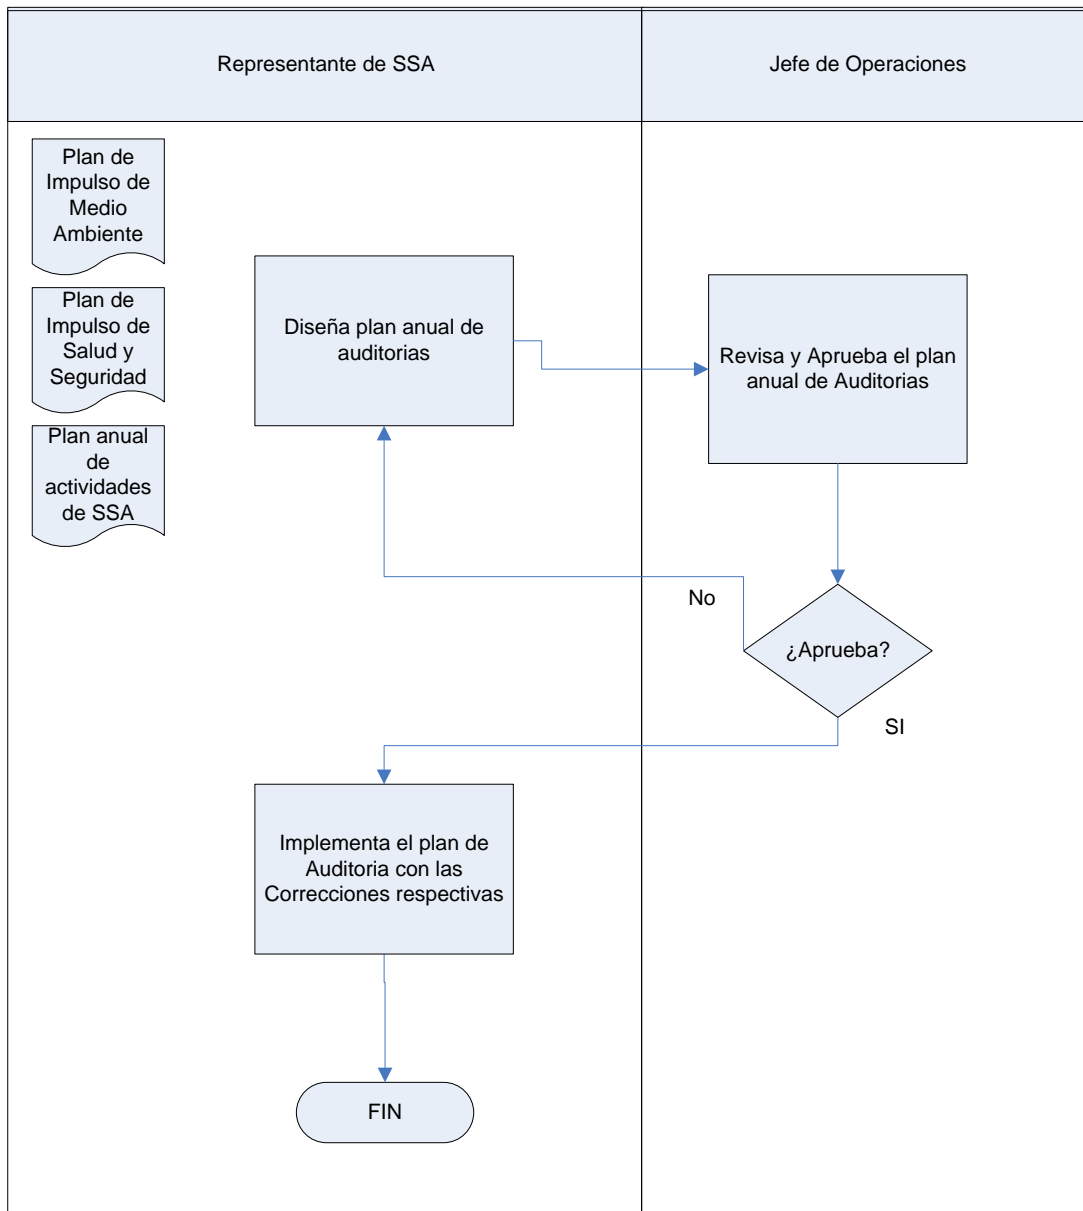 Representante de SSA
Jefe de Operaciones
Plan de
Impulso de
Medio
Ambiente
Plan de
Impulso de
Salud y
Seguridad
Plan anual
de
actividades
de SSA
Diseña plan anual de
auditorias
Revisa y Aprueba el plan
anual de Auditorias
¿Aprueba?
No
SI
Implementa el plan de
Auditoria con las
Correcciones respectivas
FIN